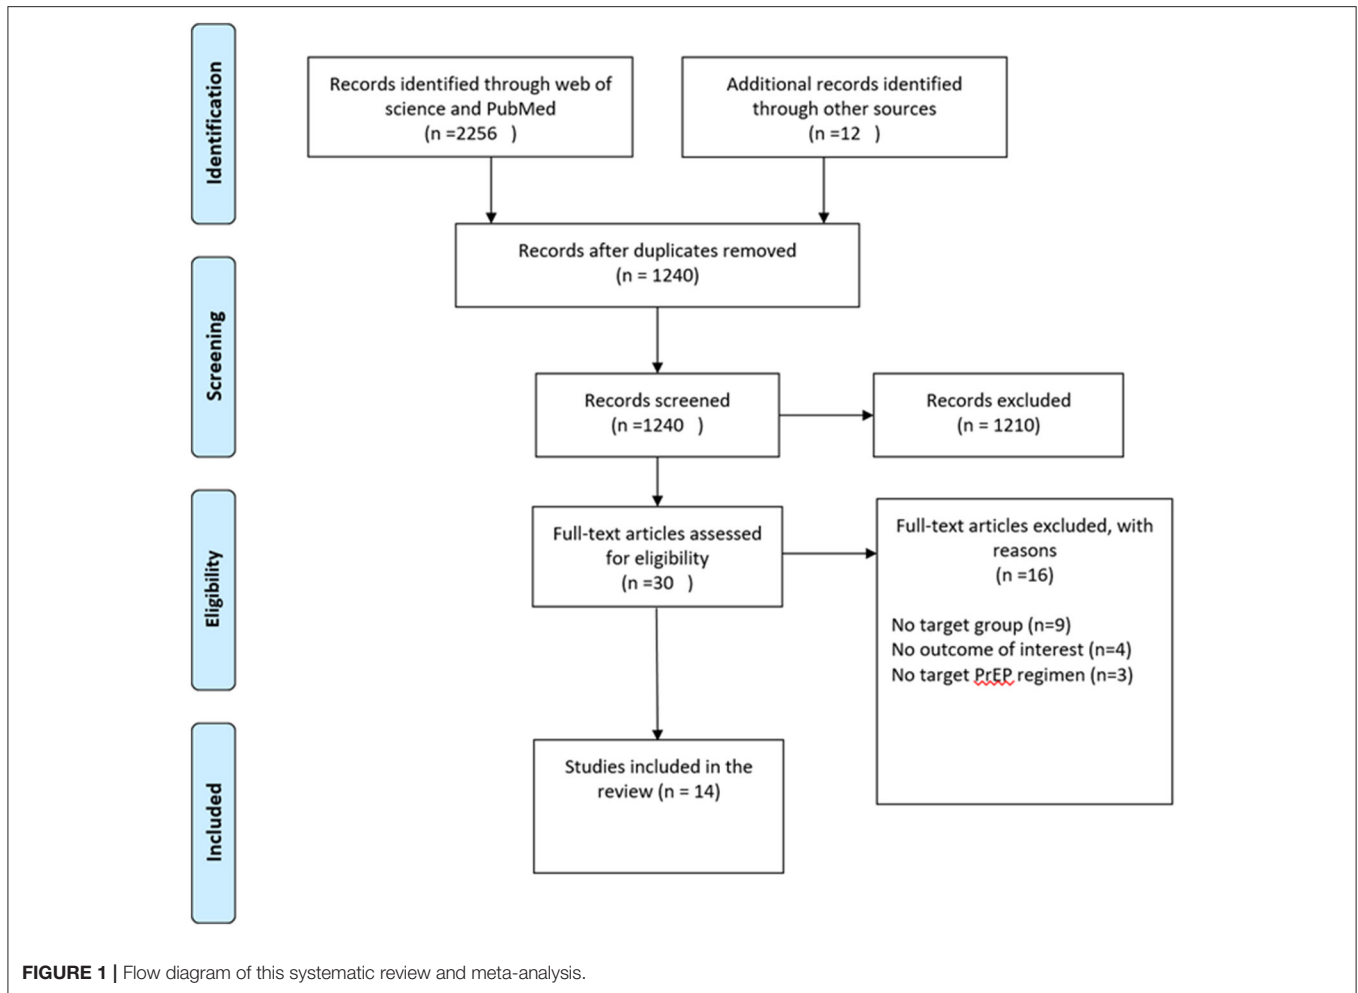 Identification
Records identified through web of
science and PubMed
(n =2256   )
Additional records identified
through other sources
(n =12   )
Records after duplicates removed
(n = 1240)
Screening
Records screened
(n =1240   )
Records excluded
(n = 1210)
Eligibility
Full-text articles assessed
for eligibility
(n =30   )
Full-text articles excluded, with
reasons
(n =16)
No target group (n=9)
No outcome of interest (n=4)
No target PrEP regimen (n=3)
Included
Studies included in the
review (n = 14)
FIGURE 1 | Flow diagram of this systematic review and meta-analysis.